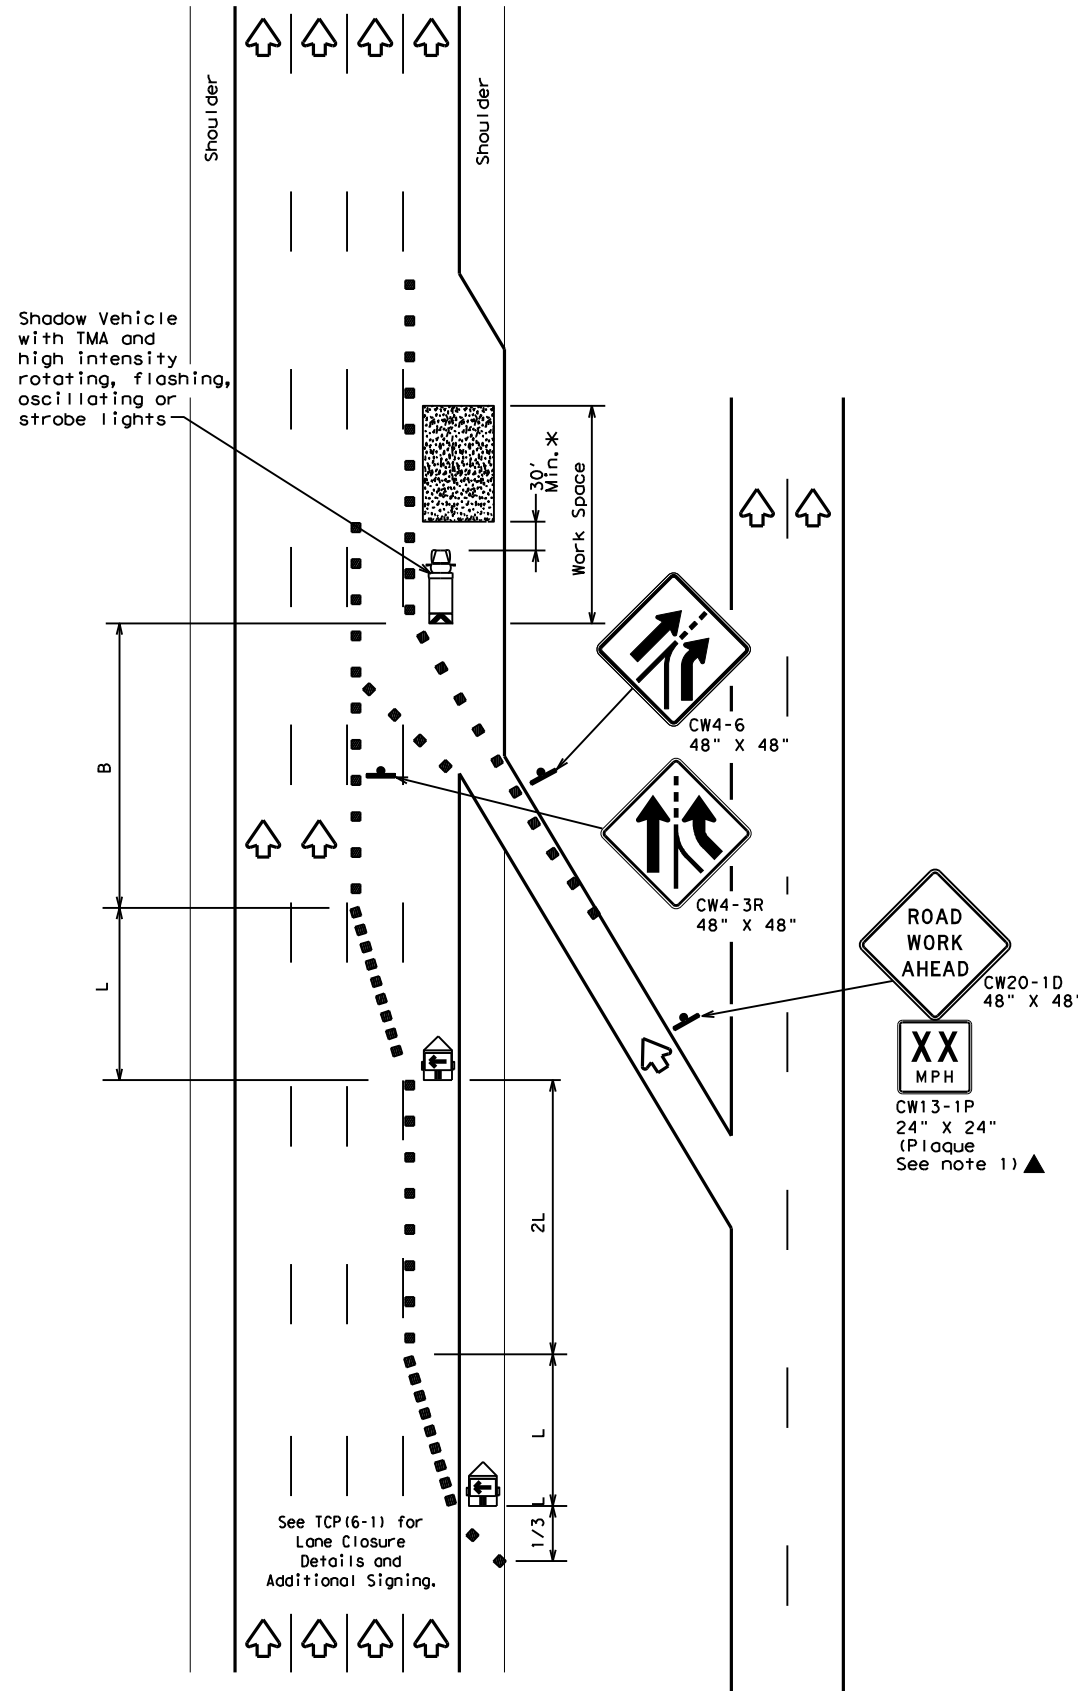 Shoulder
Shoulder
Shadow Vehicle
with TMA and
high intensity
rotating, flashing,
oscillating or
strobe lights
30'
Min.*
Work Space
CW4-6
48" X 48"
B
CW4-3R
48" X 48"
ROAD
WORK
AHEAD
CW20-1D
48" X 48"
L
XX
MPH
CW13-1P
24" X 24"
(Plaque
See note 1)▲
2L
L
1/3 L
See TCP(6-1) for
Lane Closure
Details and
Additional Signing.